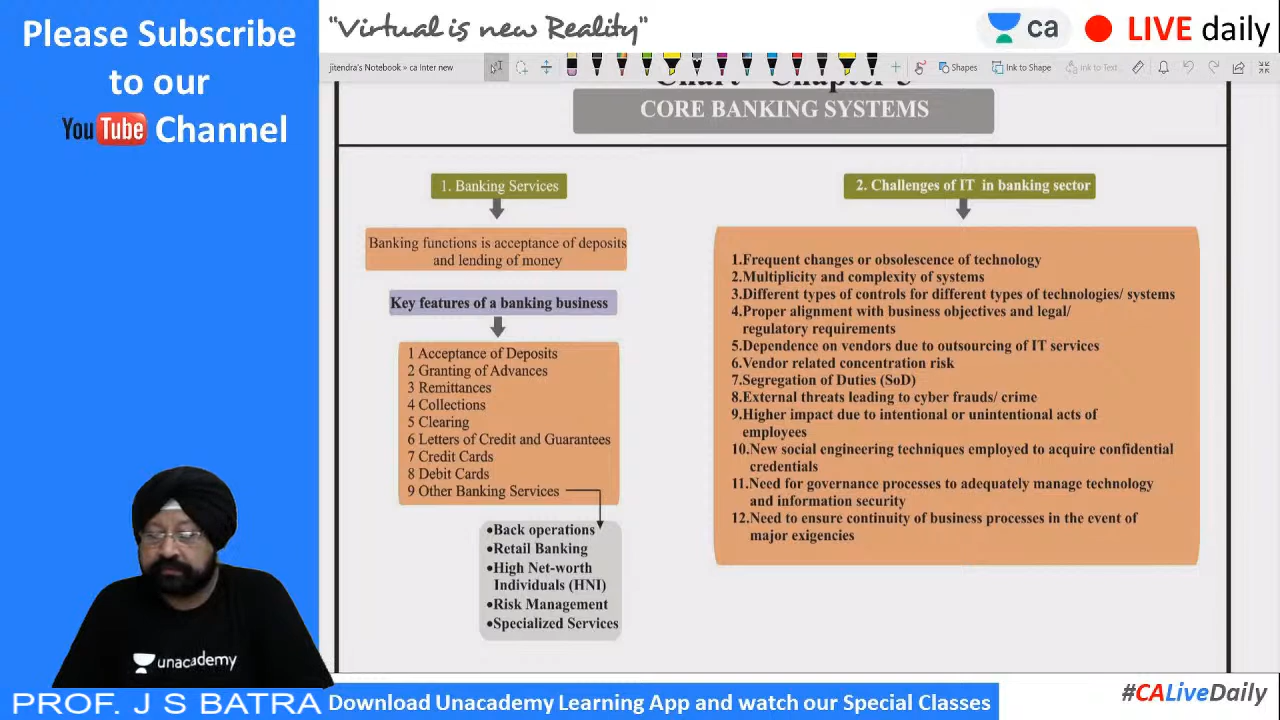 Please Subscribe
to our
YouTube Channel
"Virtual is new Reality"
ca
LIVE daily
jitendra's Notebook » ca Inter new
Shapes
Ink to Shape
Ink to Text
Chart - Chapter 5
CORE BANKING SYSTEMS
1. Banking Services
Banking functions is acceptance of deposits
and lending of money
Key features of a banking business
1 Acceptance of Deposits
2 Granting of Advances
3 Remittances
4 Collections
5 Clearing
6 Letters of Credit and Guarantees
7 Credit Cards
8 Debit Cards
9 Other Banking Services
•Back operations
•Retail Banking
•High Net-worth
Individuals (HNI)
•Risk Management
•Specialized Services
2. Challenges of IT in banking sector
1.Frequent changes or obsolescence of technology
2.Multiplicity and complexity of systems
3.Different types of controls for different types of technologies/ systems
4.Proper alignment with business objectives and legal/
regulatory requirements
5.Dependence on vendors due to outsourcing of IT services
6.Vendor related concentration risk
7.Segregation of Duties (SoD)
8.External threats leading to cyber frauds/ crime
9.Higher impact due to intentional or unintentional acts of
employees
10.New social engineering techniques employed to acquire confidential
credentials
11.Need for governance processes to adequately manage technology
and information security
12.Need to ensure continuity of business processes in the event of
major exigencies
unacademy
PROF. J S BATRA
Download Unacademy Learning App and watch our Special Classes
#CALiveDaily